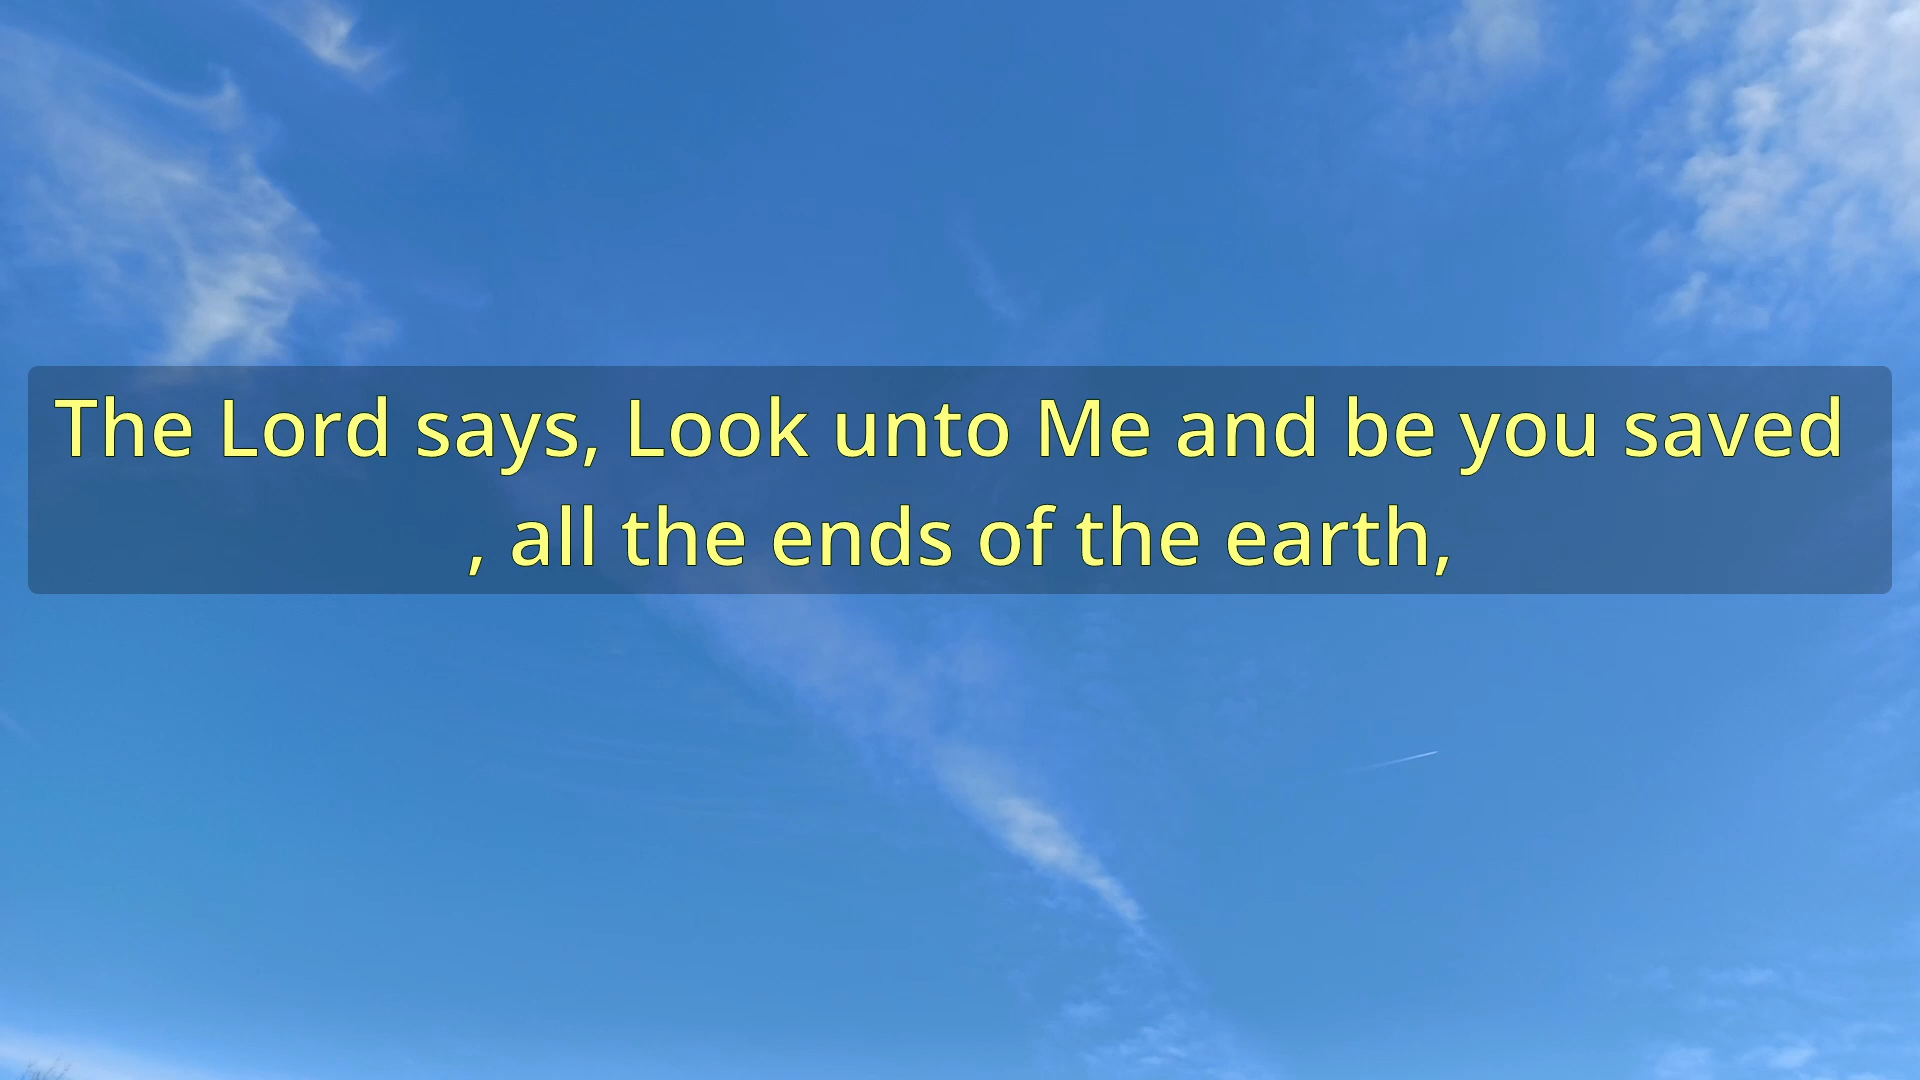 The Lord says, Look unto Me and be you saved
, all the ends of the earth,